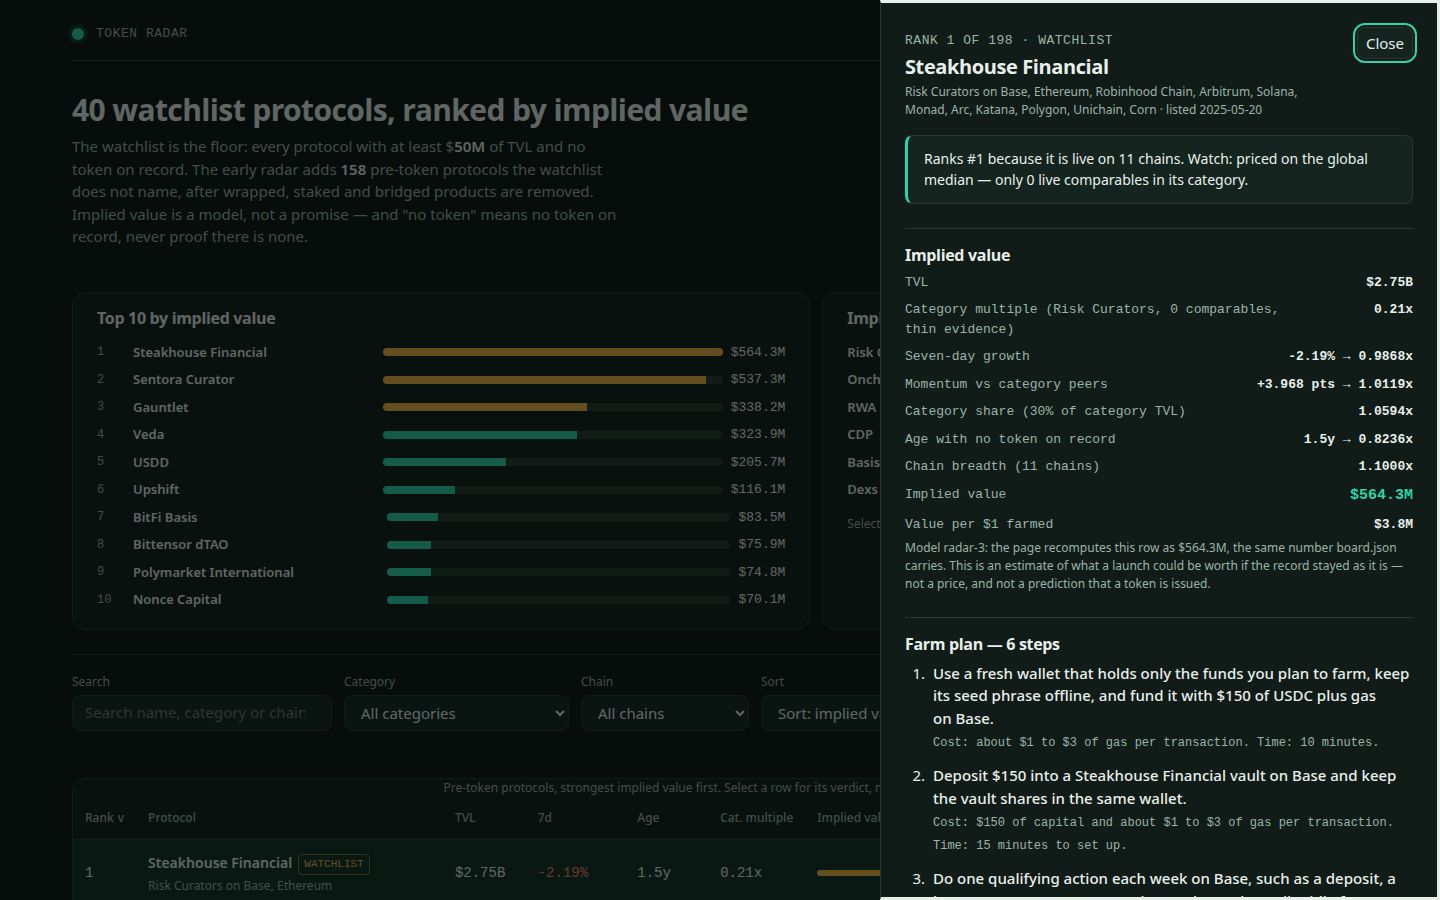 TOKEN RADAR
40 watchlist protocols, ranked by implied value
The watchlist is the floor: every protocol with at least $50M of TVL and no
token on record. The early radar adds 158 pre-token protocols the watchlist
does not name, after wrapped, staked and bridged products are removed.
Implied value is a model, not a promise — and "no token" means no token on
record, never proof there is none.
Top 10 by implied value
1 Steakhouse Financial $564.3M
2 Sentora Curator $537.3M
3 Gauntlet $338.2M
4 Veda $323.9M
5 USDD $205.7M
6 Upshift $116.1M
7 BitFi Basis $83.5M
8 Bittensor dTAO $75.9M
9 Polymarket International $74.8M
10 Nonce Capital $70.1M
Impl
Risk C
Onch
RWA
CDP
Basis
Dexs
Select
Search Category Chain Sort
Search name, category or chain All categories All chains Sort: implied v
Pre-token protocols, strongest implied value first. Select a row for its verdict, r
Rank v Protocol TVL 7d Age Cat. multiple Implied val
1 Steakhouse Financial WATCHLIST $2.75B -2.19% 1.5y 0.21x
Risk Curators on Base, Ethereum
RANK 1 OF 198 · WATCHLIST
Close
Steakhouse Financial
Risk Curators on Base, Ethereum, Robinhood Chain, Arbitrum, Solana,
Monad, Arc, Katana, Polygon, Unichain, Corn · listed 2025-05-20
Ranks #1 because it is live on 11 chains. Watch: priced on the global
median — only 0 live comparables in its category.
Implied value
TVL $2.75B
Category multiple (Risk Curators, 0 comparables, 0.21x
thin evidence)
Seven-day growth -2.19% → 0.9868x
Momentum vs category peers +3.968 pts → 1.0119x
Category share (30% of category TVL) 1.0594x
Age with no token on record 1.5y → 0.8236x
Chain breadth (11 chains) 1.1000x
Implied value $564.3M
Value per $1 farmed $3.8M
Model radar-3: the page recomputes this row as $564.3M, the same number board.json
carries. This is an estimate of what a launch could be worth if the record stayed as it is —
not a price, and not a prediction that a token is issued.
Farm plan — 6 steps
1. Use a fresh wallet that holds only the funds you plan to farm, keep
its seed phrase offline, and fund it with $150 of USDC plus gas
on Base.
Cost: about $1 to $3 of gas per transaction. Time: 10 minutes.
2. Deposit $150 into a Steakhouse Financial vault on Base and keep
the vault shares in the same wallet.
Cost: $150 of capital and about $1 to $3 of gas per transaction.
Time: 15 minutes to set up.
3. Do one qualifying action each week on Base, such as a deposit, a